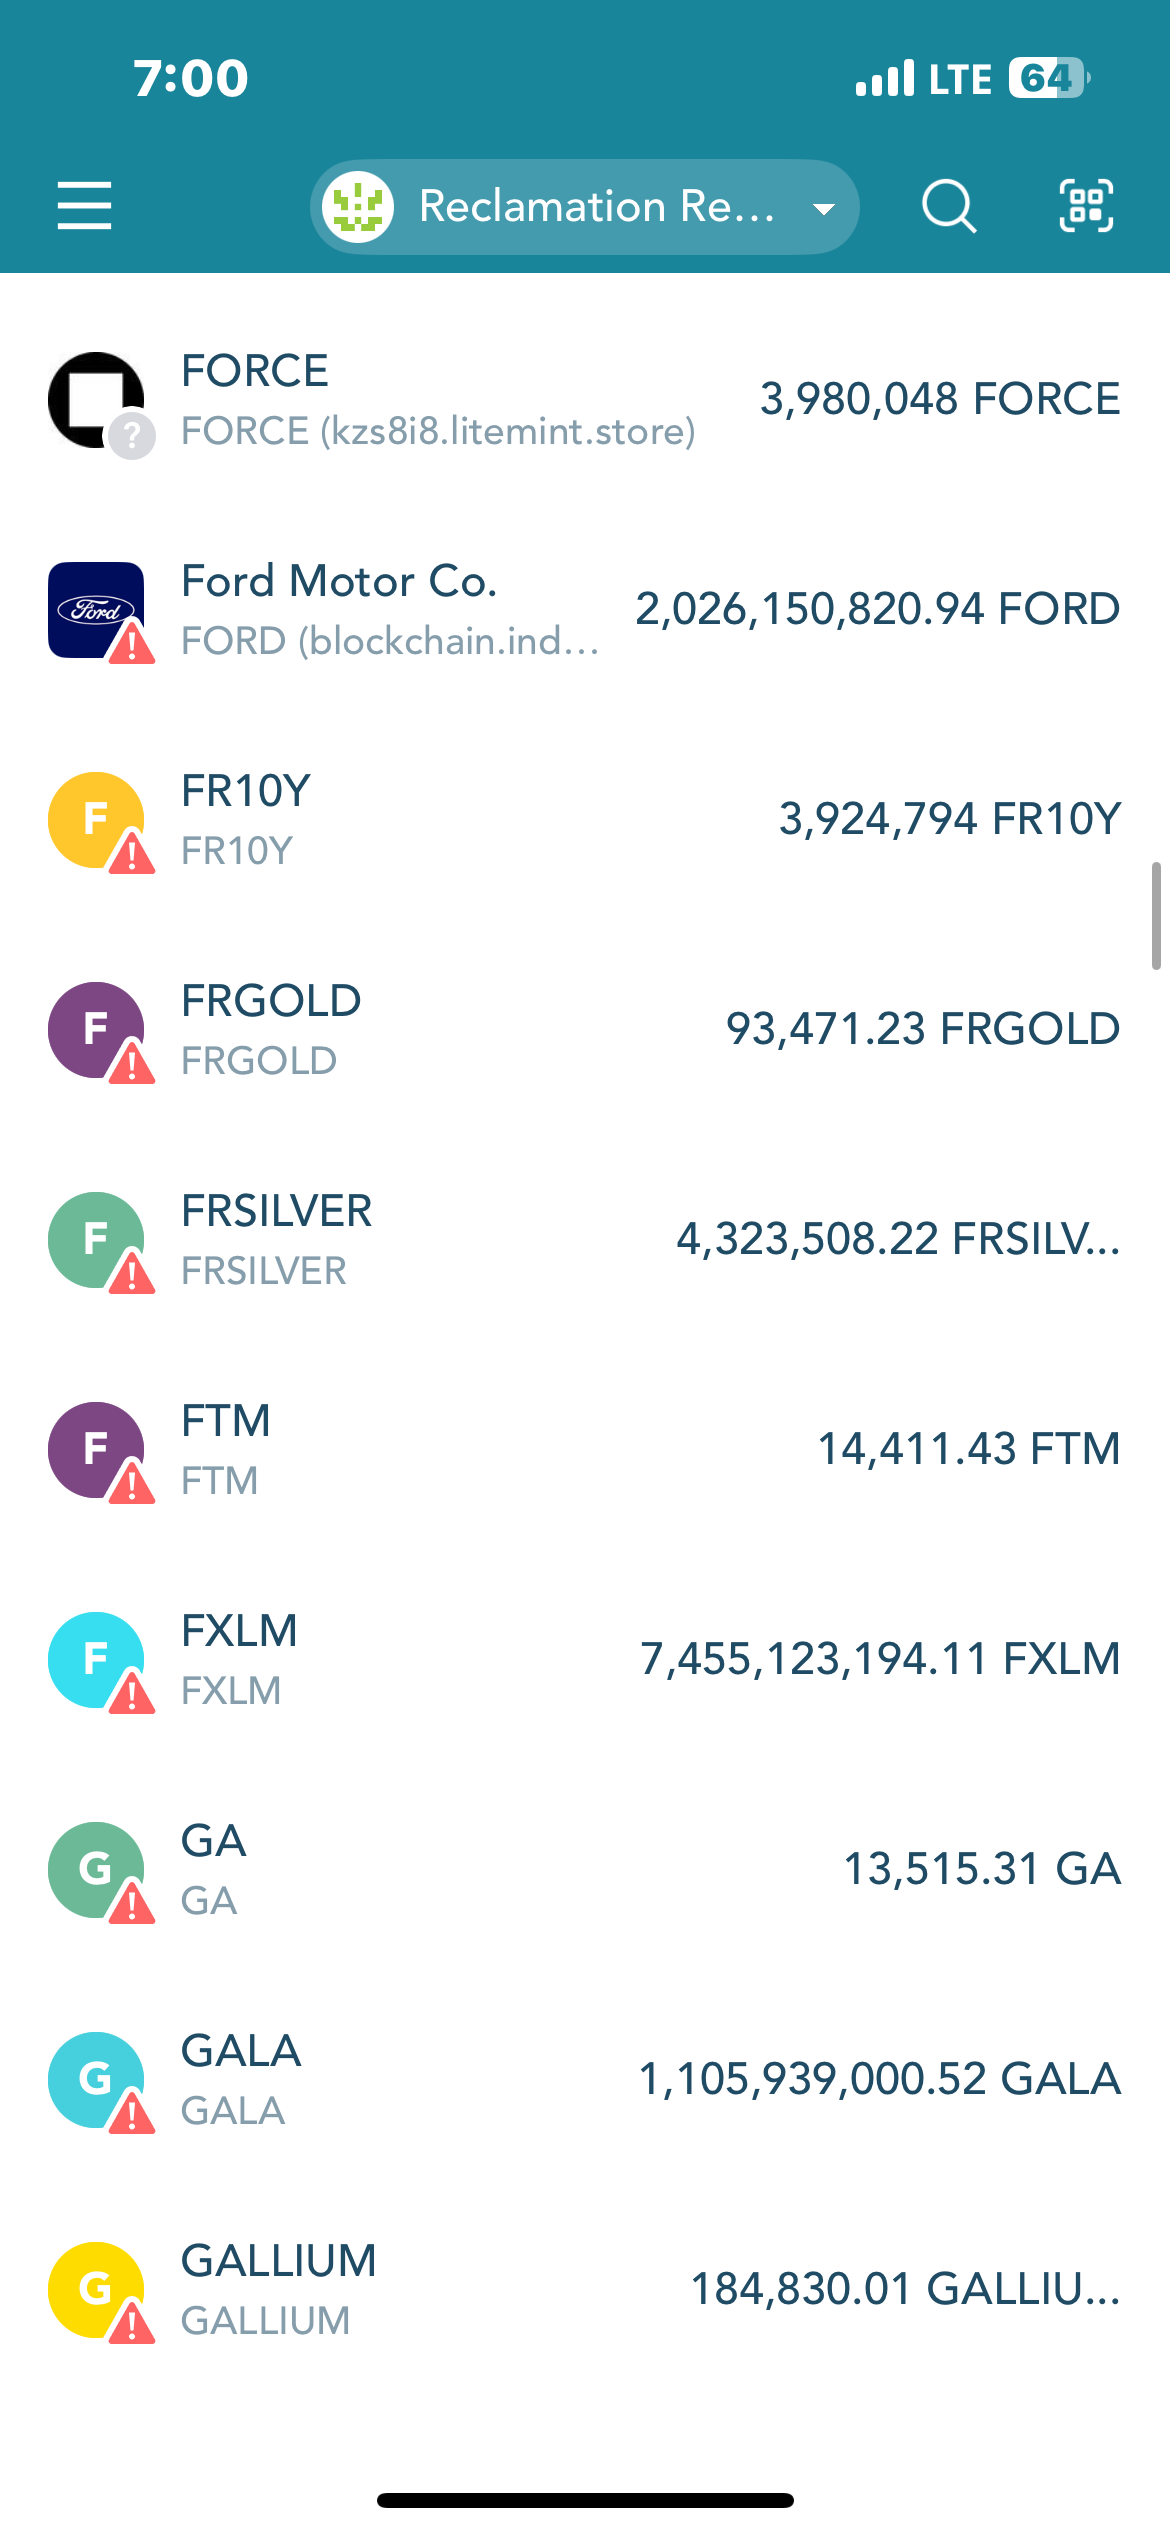 7:00
LTE 64
Reclamation Re...
FORCE
FORCE (kzs8i8.litemint.store)
3,980,048 FORCE
?
Ford
Ford Motor Co.
FORD (blockchain.ind...
2,026,150,820.94 FORD
F
FR10Y
FR10Y
3,924,794 FR10Y
F
FRGOLD
FRGOLD
93,471.23 FRGOLD
F
FRSILVER
FRSILVER
4,323,508.22 FRSILV...
F
FTM
FTM
14,411.43 FTM
F
FXLM
FXLM
7,455,123,194.11 FXLM
G
GA
GA
13,515.31 GA
G
GALA
GALA
1,105,939,000.52 GALA
G
GALLIUM
GALLIUM
184,830.01 GALLIU...